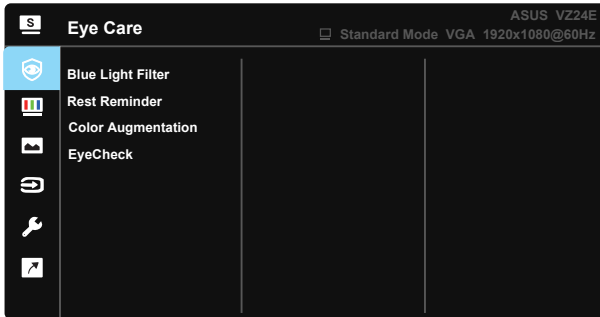 S
ASUS VZ24E
Eye Care
Standard Mode VGA 1920x1080@60Hz
Blue Light Filter
Rest Reminder
Color Augmentation
EyeCheck